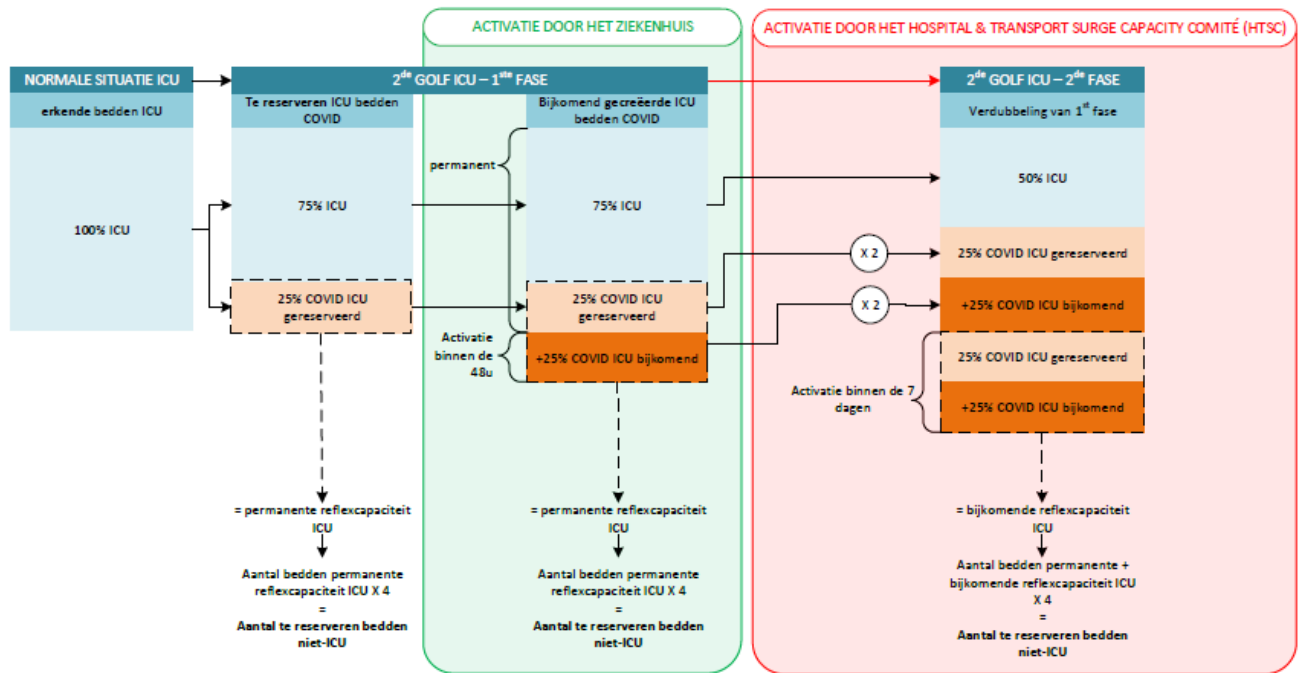 ACTIVATIE DOOR HET ZIEKENHUIS
ACTIVATIE DOOR HET HOSPITAL & TRANSPORT SURGE CAPACITY COMITÉ (HTSC)
NORMALE SITUATIE ICU
2de GOLF ICU – 1ste FASE
2de GOLF ICU – 2de FASE
erkende bedden ICU
Te reserveren ICU bedden
COVID
Bijkomend gecreëerde ICU
bedden COVID
Verdubbeling van 1st fase
permanent
100% ICU
75% ICU
75% ICU
50% ICU
X 2
25% COVID ICU gereserveerd
25% COVID ICU
gereserveerd
25% COVID ICU
gereserveerd
X 2
+25% COVID ICU bijkomend
Activatie
binnen de
48u
+25% COVID ICU bijkomend
25% COVID ICU gereserveerd
Activatie binnen de 7
dagen
+25% COVID ICU bijkomend
= permanente reflexcapaciteit
ICU
Aantal bedden permanente
reflexcapaciteit ICU X 4
=
Aantal te reserveren bedden
niet-ICU
= permanente reflexcapaciteit
ICU
Aantal bedden permanente
reflexcapaciteit ICU X 4
=
Aantal te reserveren bedden
niet-ICU
= bijkomende reflexcapaciteit
ICU
Aantal bedden permanente +
bijkomende reflexcapaciteit ICU
X 4
=
Aantal te reserveren bedden
niet-ICU